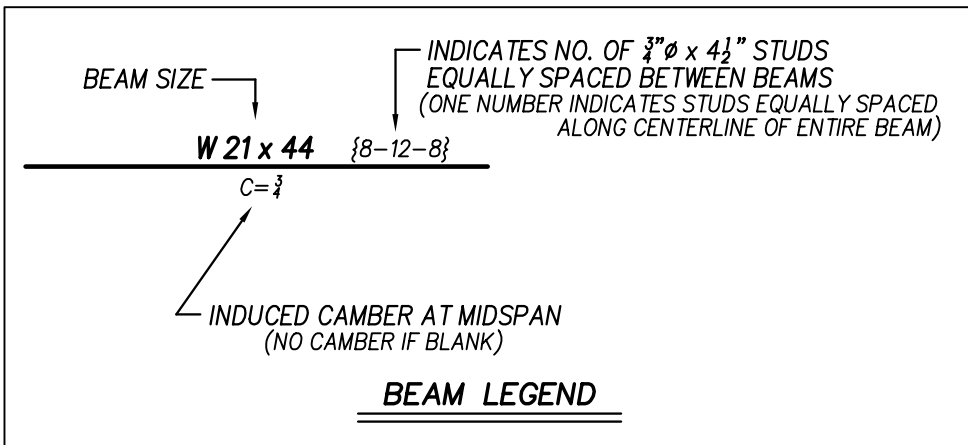 INDICATES NO. OF 3/4"Ø x 4 1/2" STUDS
EQUALLY SPACED BETWEEN BEAMS
(ONE NUMBER INDICATES STUDS EQUALLY SPACED
ALONG CENTERLINE OF ENTIRE BEAM)
BEAM SIZE
W 21 x 44 {8-12-8}
C= 3/4
INDUCED CAMBER AT MIDSPAN
(NO CAMBER IF BLANK)
BEAM LEGEND